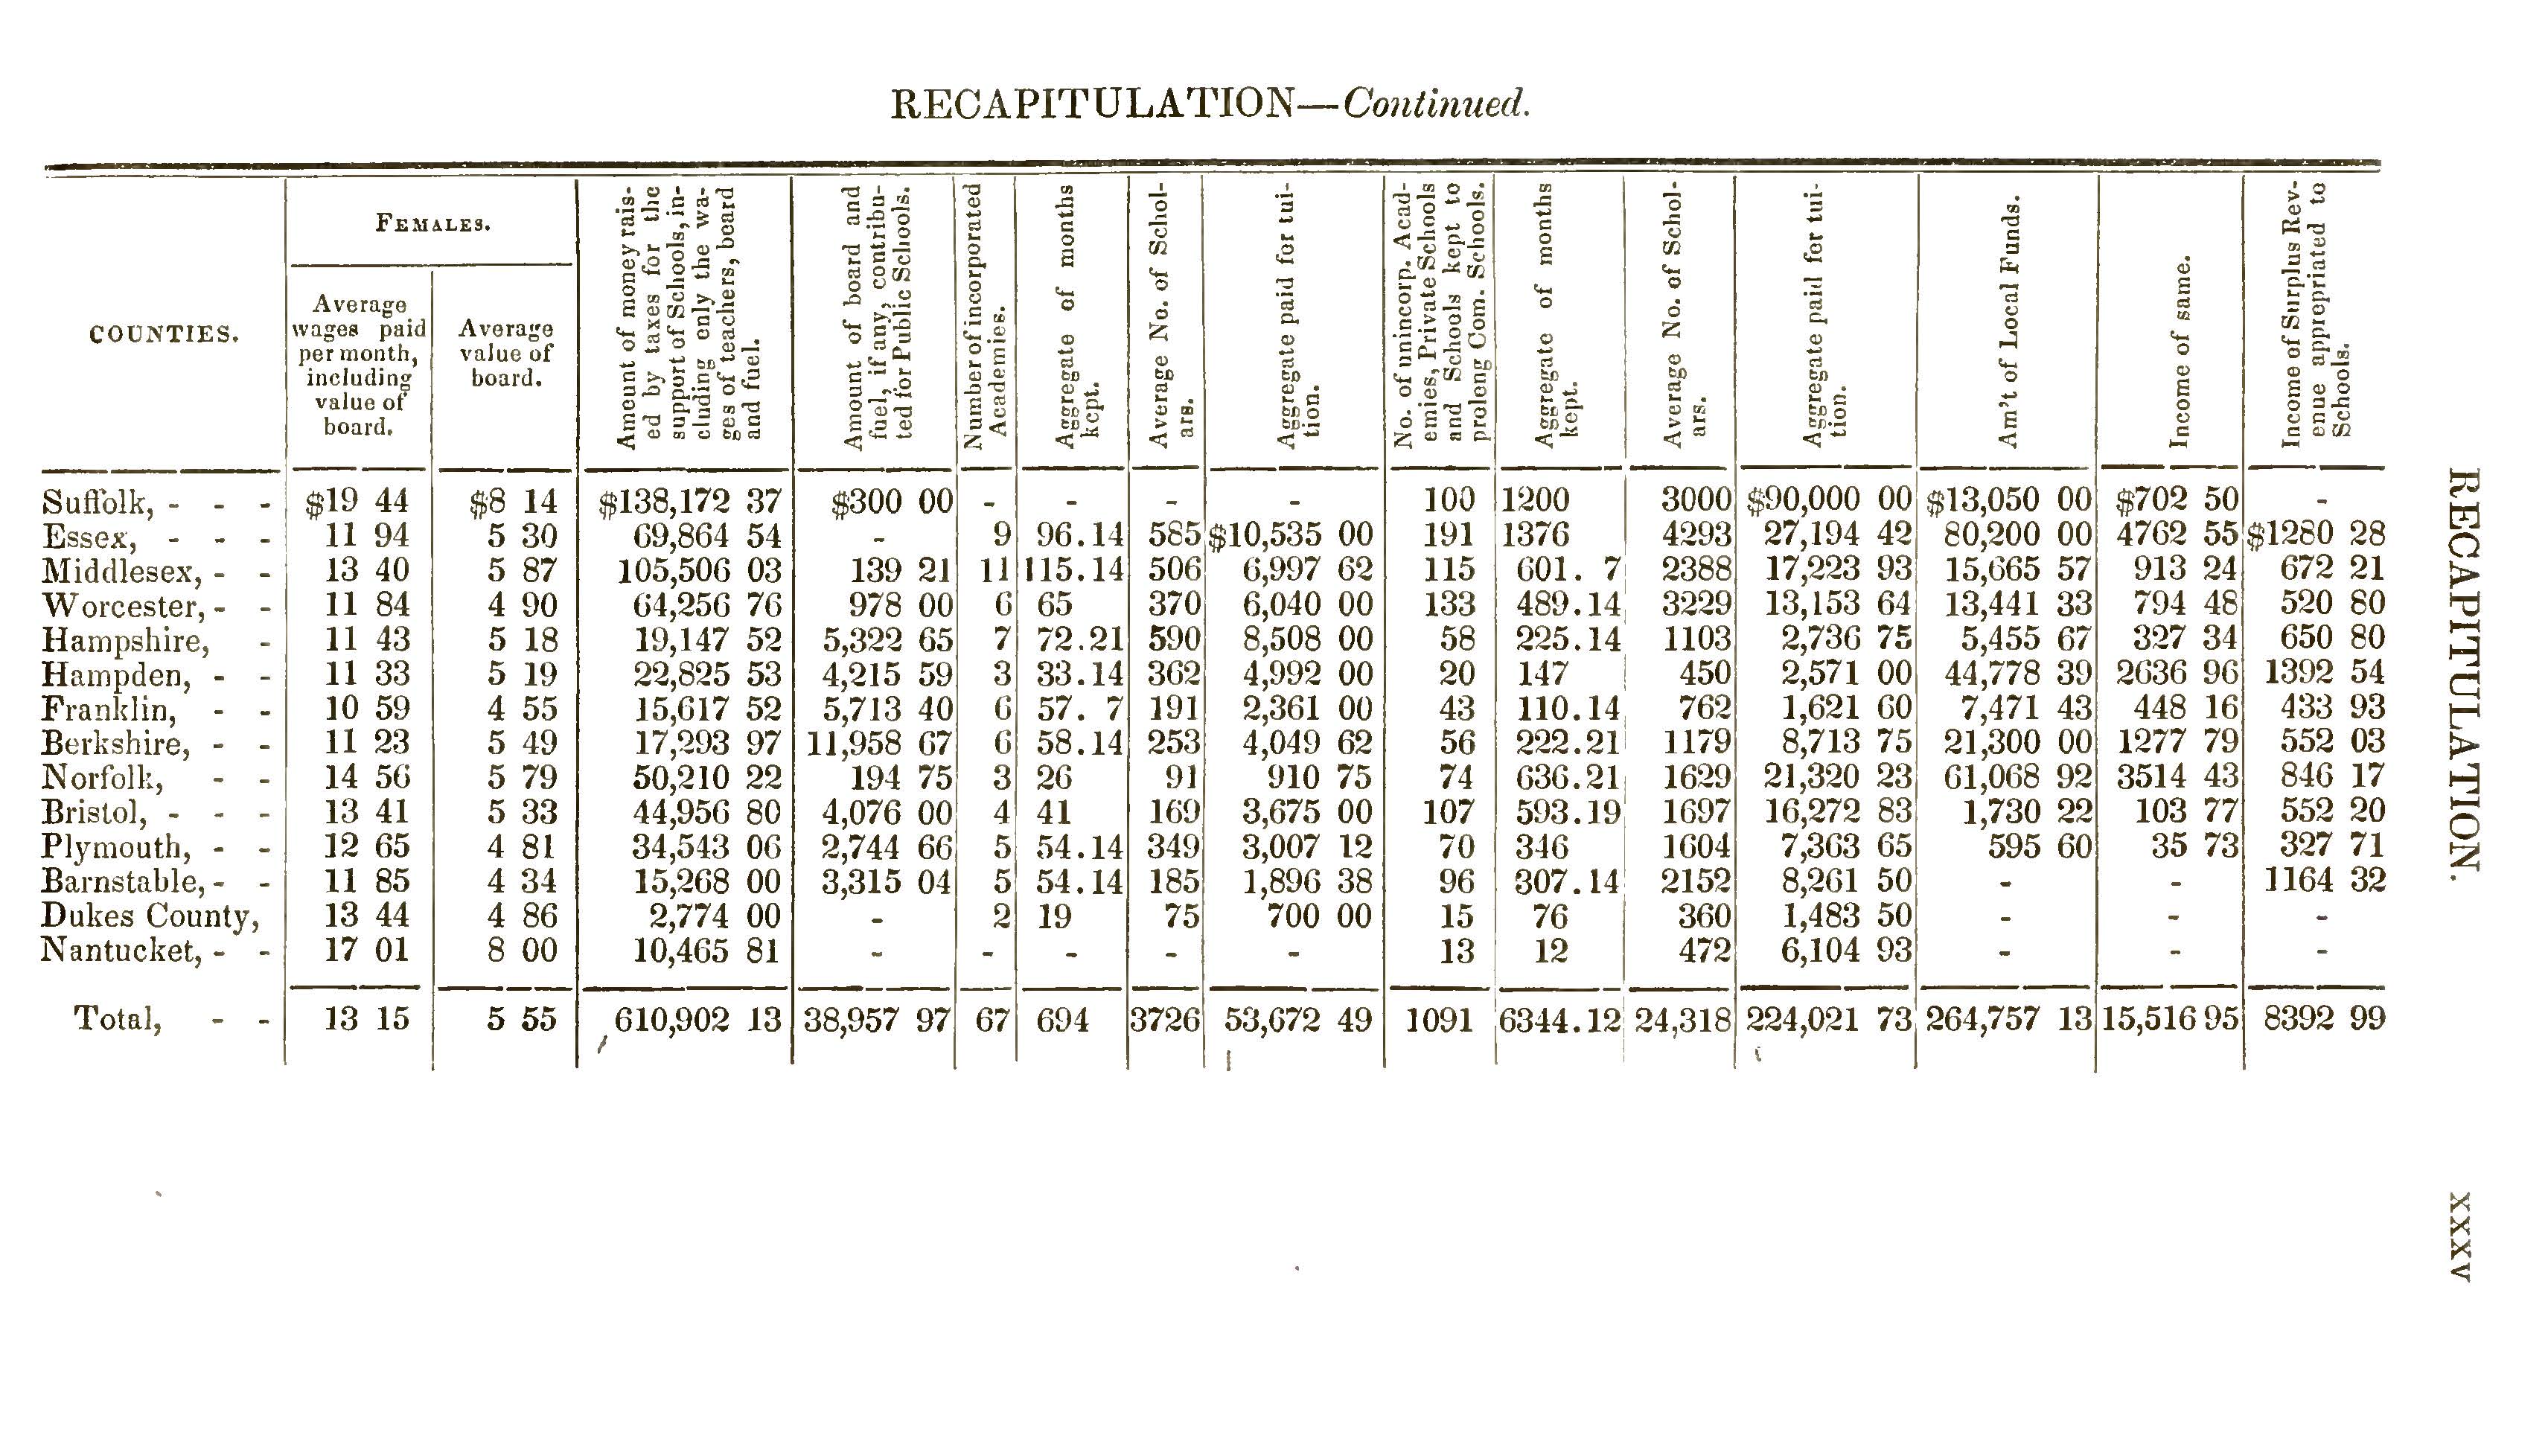 RECAPITULATION—Continued.
COUNTIES.
FEMALES.
Average
wages paid
per month,
including
value of
board.
Average
value of
board.
Amount of money rais-
ed by taxes for the
support of Schools, in-
cluding only the wa-
ges of teachers, board
and fuel.
Amount of board and
fuel, if any, contribu-
ted for Public Schools.
Number of incorporated
Academies.
Aggregate of months
kept.
Average No. of Schol-
ars.
Aggregate paid for tui-
tion.
No. of unincorp. Acad-
emies, Private Schools
and Schools kept to
prolong Com. Schools.
Aggregate of months
kept.
Average No. of Schol-
ars.
Aggregate paid for tui-
tion.
Am't of Local Funds.
Income of same.
Income of Surplus Rev-
enue appropriated to
Schools.
Suffolk, - - - $19 44 $8 14 $138,172 37 $300 00 - - - - 100 1200 3000 $90,000 00 $13,050 00 $702 50 -
Essex, - - - 11 94 5 30 69,864 54 - 9 96.14 585 $10,535 00 191 1376 4293 27,194 42 80,200 00 4762 55 $1280 28
Middlesex, - - 13 40 5 87 105,506 03 139 21 11 115.14 506 6,997 62 115 601. 7 2388 17,223 93 15,665 57 913 24 672 21
Worcester, - - 11 84 4 90 64,256 76 978 00 6 65 370 6,040 00 133 489.14 3229 13,153 64 13,441 33 794 48 520 80
Hampshire, - 11 43 5 18 19,147 52 5,322 65 7 72.21 590 8,508 00 58 225.14 1103 2,736 75 5,455 67 327 34 650 80
Hampden, - - 11 33 5 19 22,825 53 4,215 59 3 33.14 362 4,992 00 20 147 450 2,571 00 44,778 39 2636 96 1392 54
Franklin, - - 10 59 4 55 15,617 52 5,713 40 6 57. 7 191 2,361 00 43 110.14 762 1,621 60 7,471 43 448 16 433 93
Berkshire, - - 11 23 5 49 17,293 97 11,958 67 6 58.14 253 4,049 62 56 222.21 1179 8,713 75 21,300 00 1277 79 552 03
Norfolk, - - 14 56 5 79 50,210 22 194 75 3 26 91 910 75 74 636.21 1629 21,320 23 61,068 92 3514 43 846 17
Bristol, - - - 13 41 5 33 44,956 80 4,076 00 4 41 169 3,675 00 107 593.19 1697 16,272 83 1,730 22 103 77 552 20
Plymouth, - - 12 65 4 81 34,543 06 2,744 66 5 54.14 349 3,007 12 70 346 1604 7,363 65 595 60 35 73 327 71
Barnstable, - - 11 85 4 34 15,268 00 3,315 04 5 54.14 185 1,896 38 96 307.14 2152 8,261 50 - - 1164 32
Dukes County, 13 44 4 86 2,774 00 - 2 19 75 700 00 15 76 360 1,483 50 - - -
Nantucket, - - 17 01 8 00 10,465 81 - - - - - 13 12 472 6,104 93 - - -
Total, - - 13 15 5 55 610,902 13 38,957 97 67 694 3726 53,672 49 1091 6344.12 24,318 224,021 73 264,757 13 15,516 95 8392 99
RECAPITULATION.
xxxv